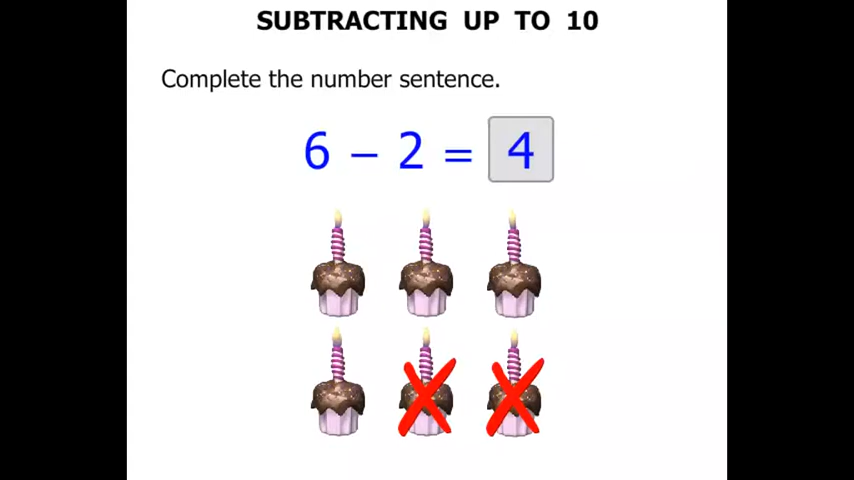 SUBTRACTING UP TO 10
Complete the number sentence.
6 – 2 = 4